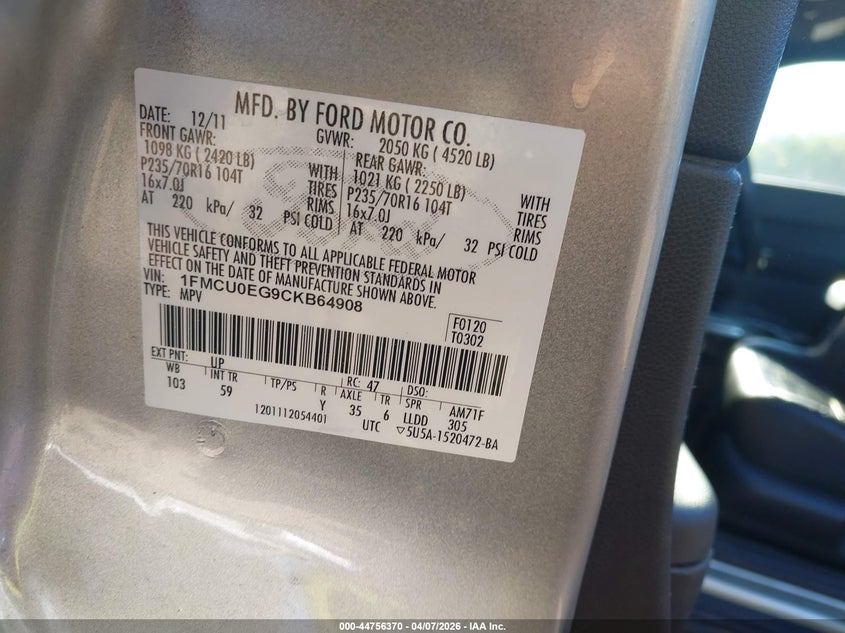 MFD. BY FORD MOTOR CO.
DATE: 12/11 GVWR: 2050 KG ( 4520 LB)
FRONT GAWR: REAR GAWR:
1098 KG ( 2420 LB) WITH 1021 KG ( 2250 LB) WITH
P235/70R16 104T TIRES P235/70R16 104T TIRES
16x7.0J RIMS 16x7.0J RIMS
AT 220 kPa/ 32 PSI COLD AT 220 kPa/ 32 PSI COLD
THIS VEHICLE CONFORMS TO ALL APPLICABLE FEDERAL MOTOR
VEHICLE SAFETY AND THEFT PREVENTION STANDARDS IN
EFFECT ON THE DATE OF MANUFACTURE SHOWN ABOVE.
VIN: 1FMCU0EG9CKB64908
TYPE: MPV
F0120
T0302
EXT PNT: UP RC: 47 DSO:
WB INT TR TP/PS R AXLE TR SPR AM71F
103 59 Y 35 6 LLDD 305
1201112054401 UTC ▽5U5A-1520472-BA
000-44756370 - 04/07/2026 - IAA Inc.